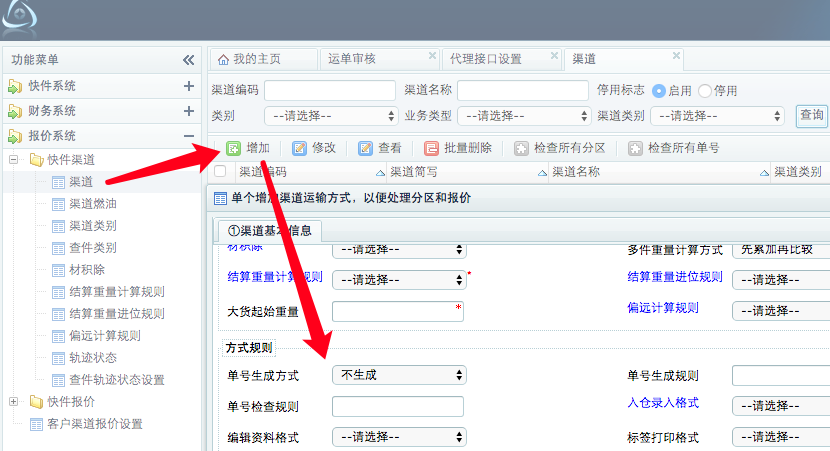 功能菜单
快件系统
财务系统
报价系统
快件渠道
渠道
渠道燃油
渠道类别
查件类别
材积除
结算重量计算规则
结算重量进位规则
偏远计算规则
轨迹状态
查件轨迹状态设置
快件报价
客户渠道报价设置
我的主页 运单审核 代理接口设置 渠道
渠道编码 渠道名称 停用标志 启用 停用
类别 --请选择-- 业务类型 --请选择-- 渠道类别 --请选择-- 查询
增加 修改 查看 批量删除 检查所有分区 检查所有单号
渠道编码 渠道简写 渠道名称 渠道类别
单个增加渠道运输方式，以便处理分区和报价
①渠道基本信息
材积除 --请选择-- 多件重量计算方式 先累加再比较
结算重量计算规则 --请选择-- * 结算重量进位规则 --请选择--
大货起始重量 * 偏远计算规则 --请选择--
方式规则
单号生成方式 不生成 单号生成规则
单号检查规则 入仓录入格式 --请选择--
编辑资料格式 --请选择-- 标签打印格式 --请选择--